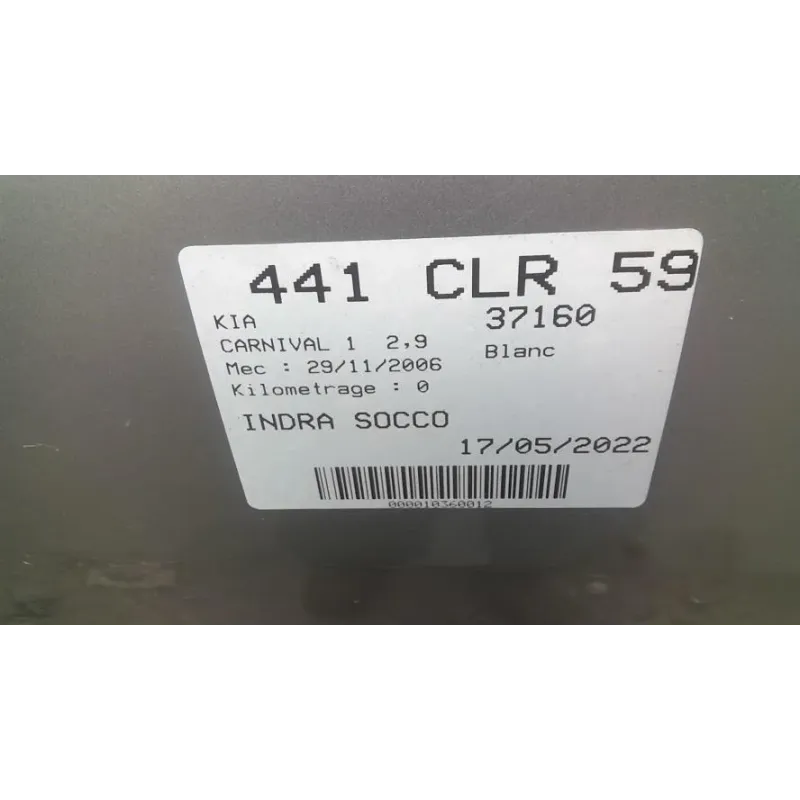 441 CLR 59
KIA 37160
CARNIVAL 1 2,9 Blanc
Mec : 29/11/2006
Kilometrage : 0
INDRA SOCCO
17/05/2022
000010360012